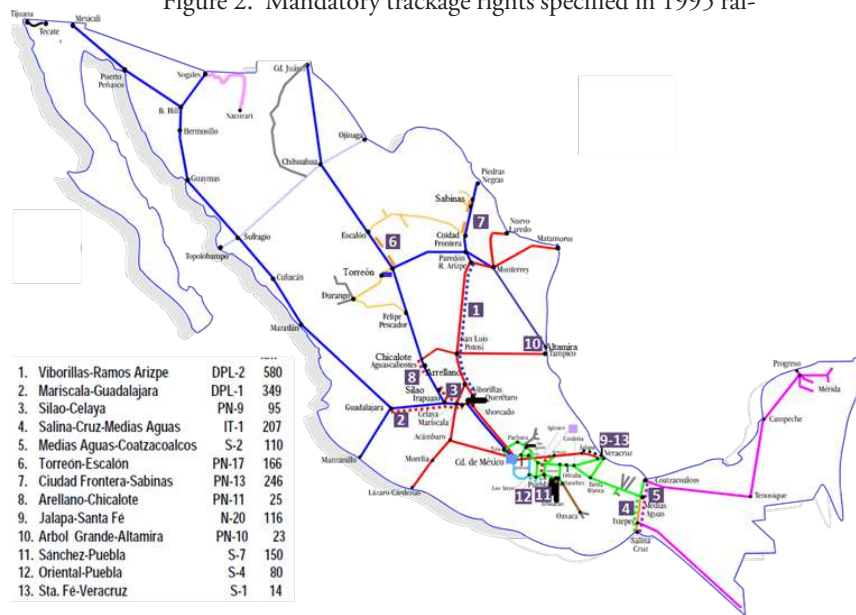 Figure 2. Mandatory trackage rights specified in 1995 rai-
Tijuana
Mexicali
Tecate
Puerto
Peñasco
Nogales
Cd. Juárez
B. Hill
Nacozari
Hermosillo
Ojinaga
Chihuahua
Piedras
Negras
Guaymas
Sabinas
7
Nuevo
Laredo
Escalón
6
Cuidad
Frontera
Matamoros
Sufragio
Topolobampo
Paredón
R. Arizpe
Monterrey
Torreón
Culiacán
Durango
1
Felipe
Pescador
Mazatlán
San Luis
Potosí
10
Altamira
Tampico
Chicalote
Aguascalientes
8
Arrellano
Progreso
Mérida
Silao
Irapuato
3
Viborillas
Querétaro
Guadalajara
2
Celaya
Mariscala
Ahorcado
Campeche
Acámbaro
Pachuca
Jalapa
9-13
Veracruz
Morelia
Cd. de México
Córdoba
Manzanillo
Orizaba
Sánchez
Tierra
Blanca
Coatzacoalcos
Tenosique
Lázaro Cárdenas
12
11
Oaxaca
5
Medias
Aguas
4
Ixtepec
Salina
Cruz
1. Viborillas-Ramos Arizpe DPL-2 580
2. Mariscala-Guadalajara DPL-1 349
3. Silao-Celaya PN-9 95
4. Salina-Cruz-Medias Aguas IT-1 207
5. Medias Aguas-Coatzacoalcos S-2 110
6. Torreón-Escalón PN-17 166
7. Ciudad Frontera-Sabinas PN-13 246
8. Arellano-Chicalote PN-11 25
9. Jalapa-Santa Fé N-20 116
10. Arbol Grande-Altamira PN-10 23
11. Sánchez-Puebla S-7 150
12. Oriental-Puebla S-4 80
13. Sta. Fé-Veracruz S-1 14